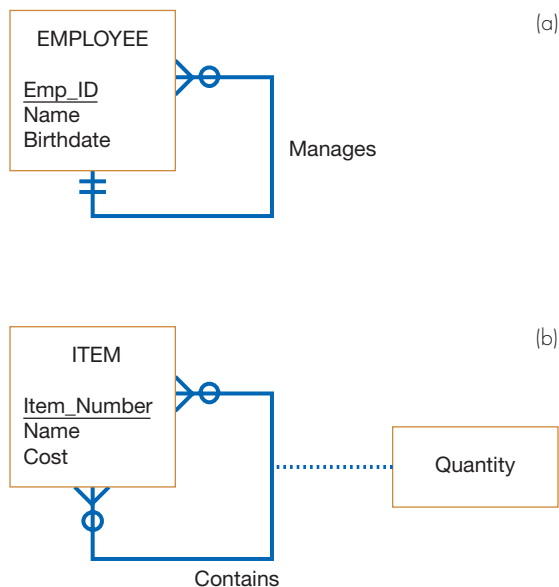 (a)
EMPLOYEE
Emp_ID
Name
Birthdate
Manages
(b)
ITEM
Item_Number
Name
Cost
Quantity
Contains